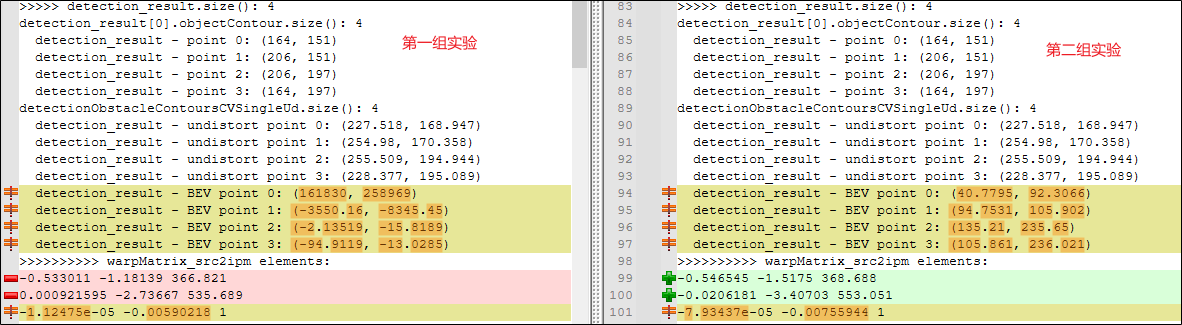 >>>>> detection_result.size(): 4
detection_result[0].objectContour.size(): 4
detection_result - point 0: (164, 151)
第一组实验
detection_result - point 1: (206, 151)
detection_result - point 2: (206, 197)
detection_result - point 3: (164, 197)
detectionObstacleContoursCVSingleUd.size(): 4
detection_result - undistort point 0: (227.518, 168.947)
detection_result - undistort point 1: (254.98, 170.358)
detection_result - undistort point 2: (255.509, 194.944)
detection_result - undistort point 3: (228.377, 195.089)
detection_result - BEV point 0: (161830, 258969)
detection_result - BEV point 1: (-3550.16, -8345.45)
detection_result - BEV point 2: (-2.13519, -15.8189)
detection_result - BEV point 3: (-94.9119, -13.0285)
>>>>>>>>>> warpMatrix_src2ipm elements:
-0.533011 -1.18139 366.821
0.000921595 -2.73667 535.689
-1.12475e-05 -0.00590218 1
83 >>>>> detection_result.size(): 4
84 detection_result[0].objectContour.size(): 4
85 detection_result - point 0: (164, 151)
第二组实验
86 detection_result - point 1: (206, 151)
87 detection_result - point 2: (206, 197)
88 detection_result - point 3: (164, 197)
89 detectionObstacleContoursCVSingleUd.size(): 4
90 detection_result - undistort point 0: (227.518, 168.947)
91 detection_result - undistort point 1: (254.98, 170.358)
92 detection_result - undistort point 2: (255.509, 194.944)
93 detection_result - undistort point 3: (228.377, 195.089)
94 detection_result - BEV point 0: (40.7795, 92.3066)
95 detection_result - BEV point 1: (94.7531, 105.902)
96 detection_result - BEV point 2: (135.21, 235.65)
97 detection_result - BEV point 3: (105.861, 236.021)
98 >>>>>>>>>> warpMatrix_src2ipm elements:
99 -0.546545 -1.5175 368.688
100 -0.0206181 -3.40703 553.051
101 -7.93437e-05 -0.00755944 1